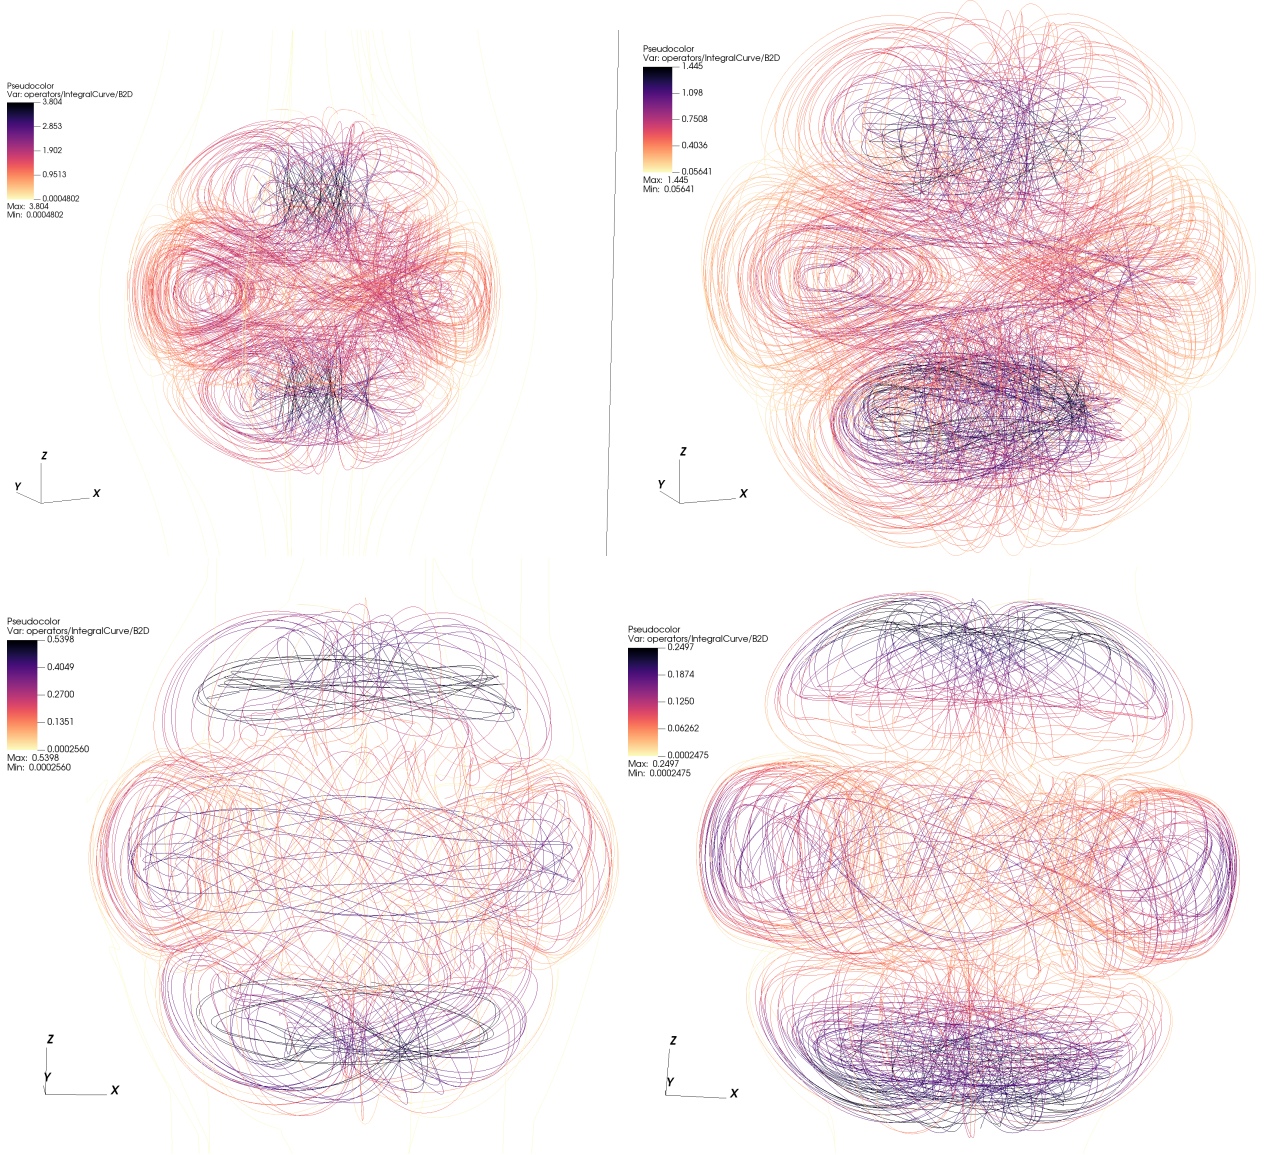 Pseudocolor
Var: operators/IntegralCurve/B2D
3.804
2.853
1.902
0.9513
0.0004802
Max: 3.804
Min: 0.0004802
Z
Y
X
Pseudocolor
Var: operators/IntegralCurve/B2D
1.445
1.098
0.7508
0.4036
0.05641
Max: 1.445
Min: 0.05641
Z
Y
X
Pseudocolor
Var: operators/IntegralCurve/B2D
0.5398
0.4049
0.2700
0.1351
0.0002560
Max: 0.5398
Min: 0.0002560
Z
Y
X
Pseudocolor
Var: operators/IntegralCurve/B2D
0.2497
0.1874
0.1250
0.06262
0.0002475
Max: 0.2497
Min: 0.0002475
Z
Y
X